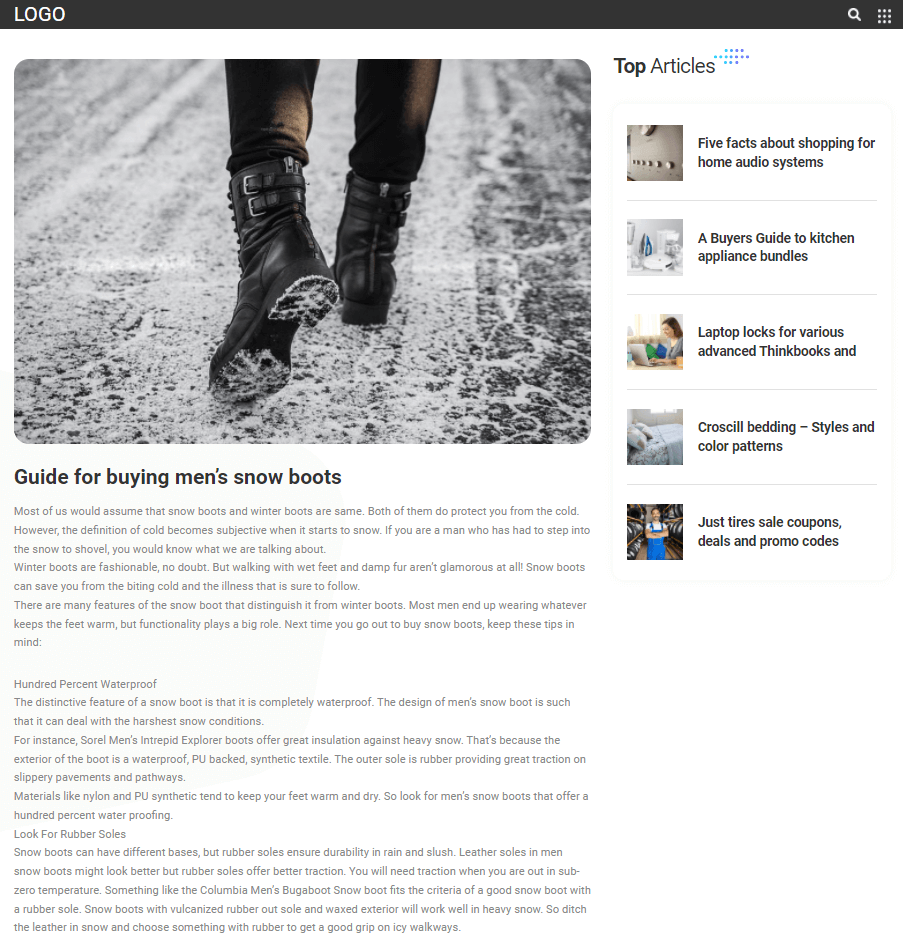 LOGO
Top Articles
Five facts about shopping for
home audio systems
A Buyers Guide to kitchen
appliance bundles
Laptop locks for various
advanced Thinkbooks and
Croscill bedding – Styles and
color patterns
Just tires sale coupons,
deals and promo codes
Guide for buying men’s snow boots
Most of us would assume that snow boots and winter boots are same. Both of them do protect you from the cold.
However, the definition of cold becomes subjective when it starts to snow. If you are a man who has had to step into
the snow to shovel, you would know what we are talking about.
Winter boots are fashionable, no doubt. But walking with wet feet and damp fur aren’t glamorous at all! Snow boots
can save you from the biting cold and the illness that is sure to follow.
There are many features of the snow boot that distinguish it from winter boots. Most men end up wearing whatever
keeps the feet warm, but functionality plays a big role. Next time you go out to buy snow boots, keep these tips in
mind:
Hundred Percent Waterproof
The distinctive feature of a snow boot is that it is completely waterproof. The design of men’s snow boot is such
that it can deal with the harshest snow conditions.
For instance, Sorel Men’s Intrepid Explorer boots offer great insulation against heavy snow. That’s because the
exterior of the boot is a waterproof, PU backed, synthetic textile. The outer sole is rubber providing great traction on
slippery pavements and pathways.
Materials like nylon and PU synthetic tend to keep your feet warm and dry. So look for men’s snow boots that offer a
hundred percent water proofing.
Look For Rubber Soles
Snow boots can have different bases, but rubber soles ensure durability in rain and slush. Leather soles in men
snow boots might look better but rubber soles offer better traction. You will need traction when you are out in sub-
zero temperature. Something like the Columbia Men’s Bugaboot Snow boot fits the criteria of a good snow boot with
a rubber sole. Snow boots with vulcanized rubber out sole and waxed exterior will work well in heavy snow. So ditch
the leather in snow and choose something with rubber to get a good grip on icy walkways.